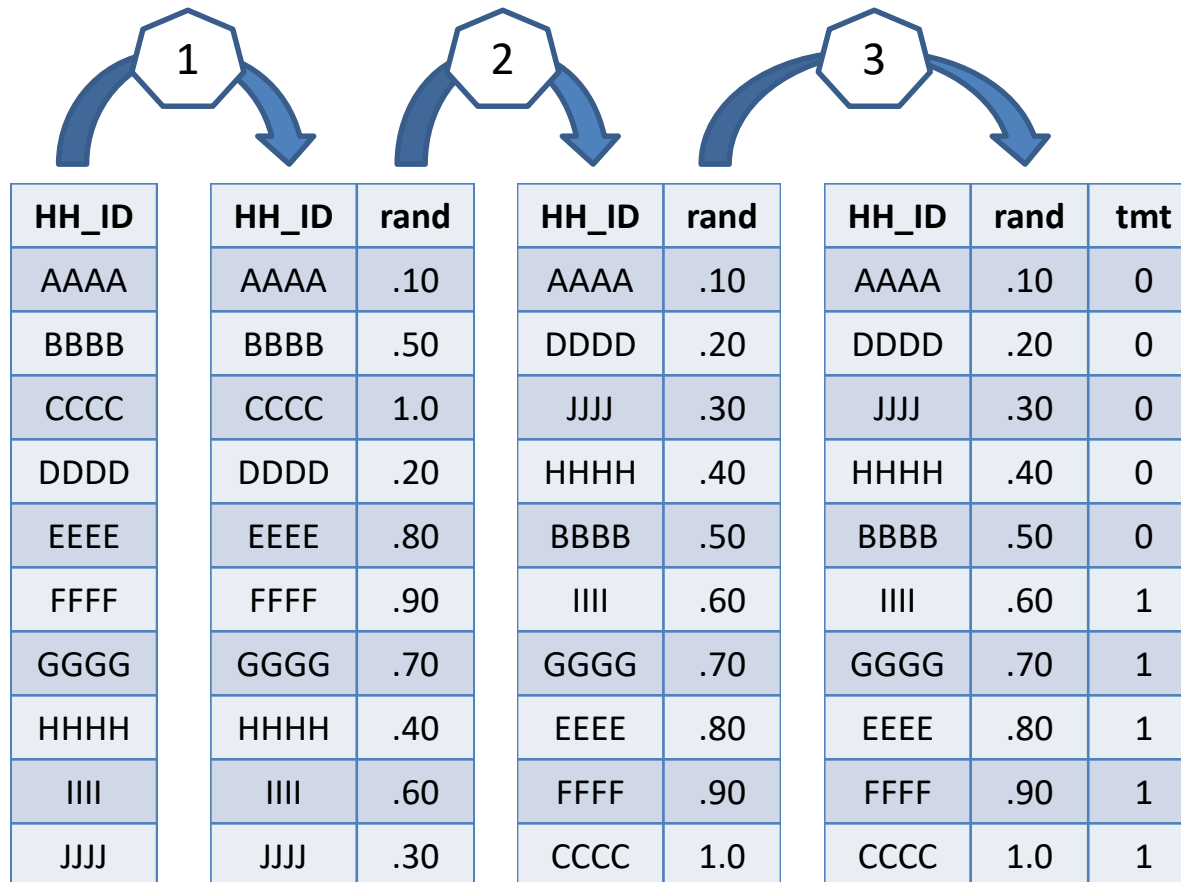 1 2 3
HH_ID HH_ID rand HH_ID rand HH_ID rand tmt
AAAA AAAA .10 AAAA .10 AAAA .10 0
BBBB BBBB .50 DDDD .20 DDDD .20 0
CCCC CCCC 1.0 JJJJ .30 JJJJ .30 0
DDDD DDDD .20 HHHH .40 HHHH .40 0
EEEE EEEE .80 BBBB .50 BBBB .50 0
FFFF FFFF .90 IIII .60 IIII .60 1
GGGG GGGG .70 GGGG .70 GGGG .70 1
HHHH HHHH .40 EEEE .80 EEEE .80 1
IIII IIII .60 FFFF .90 FFFF .90 1
JJJJ JJJJ .30 CCCC 1.0 CCCC 1.0 1